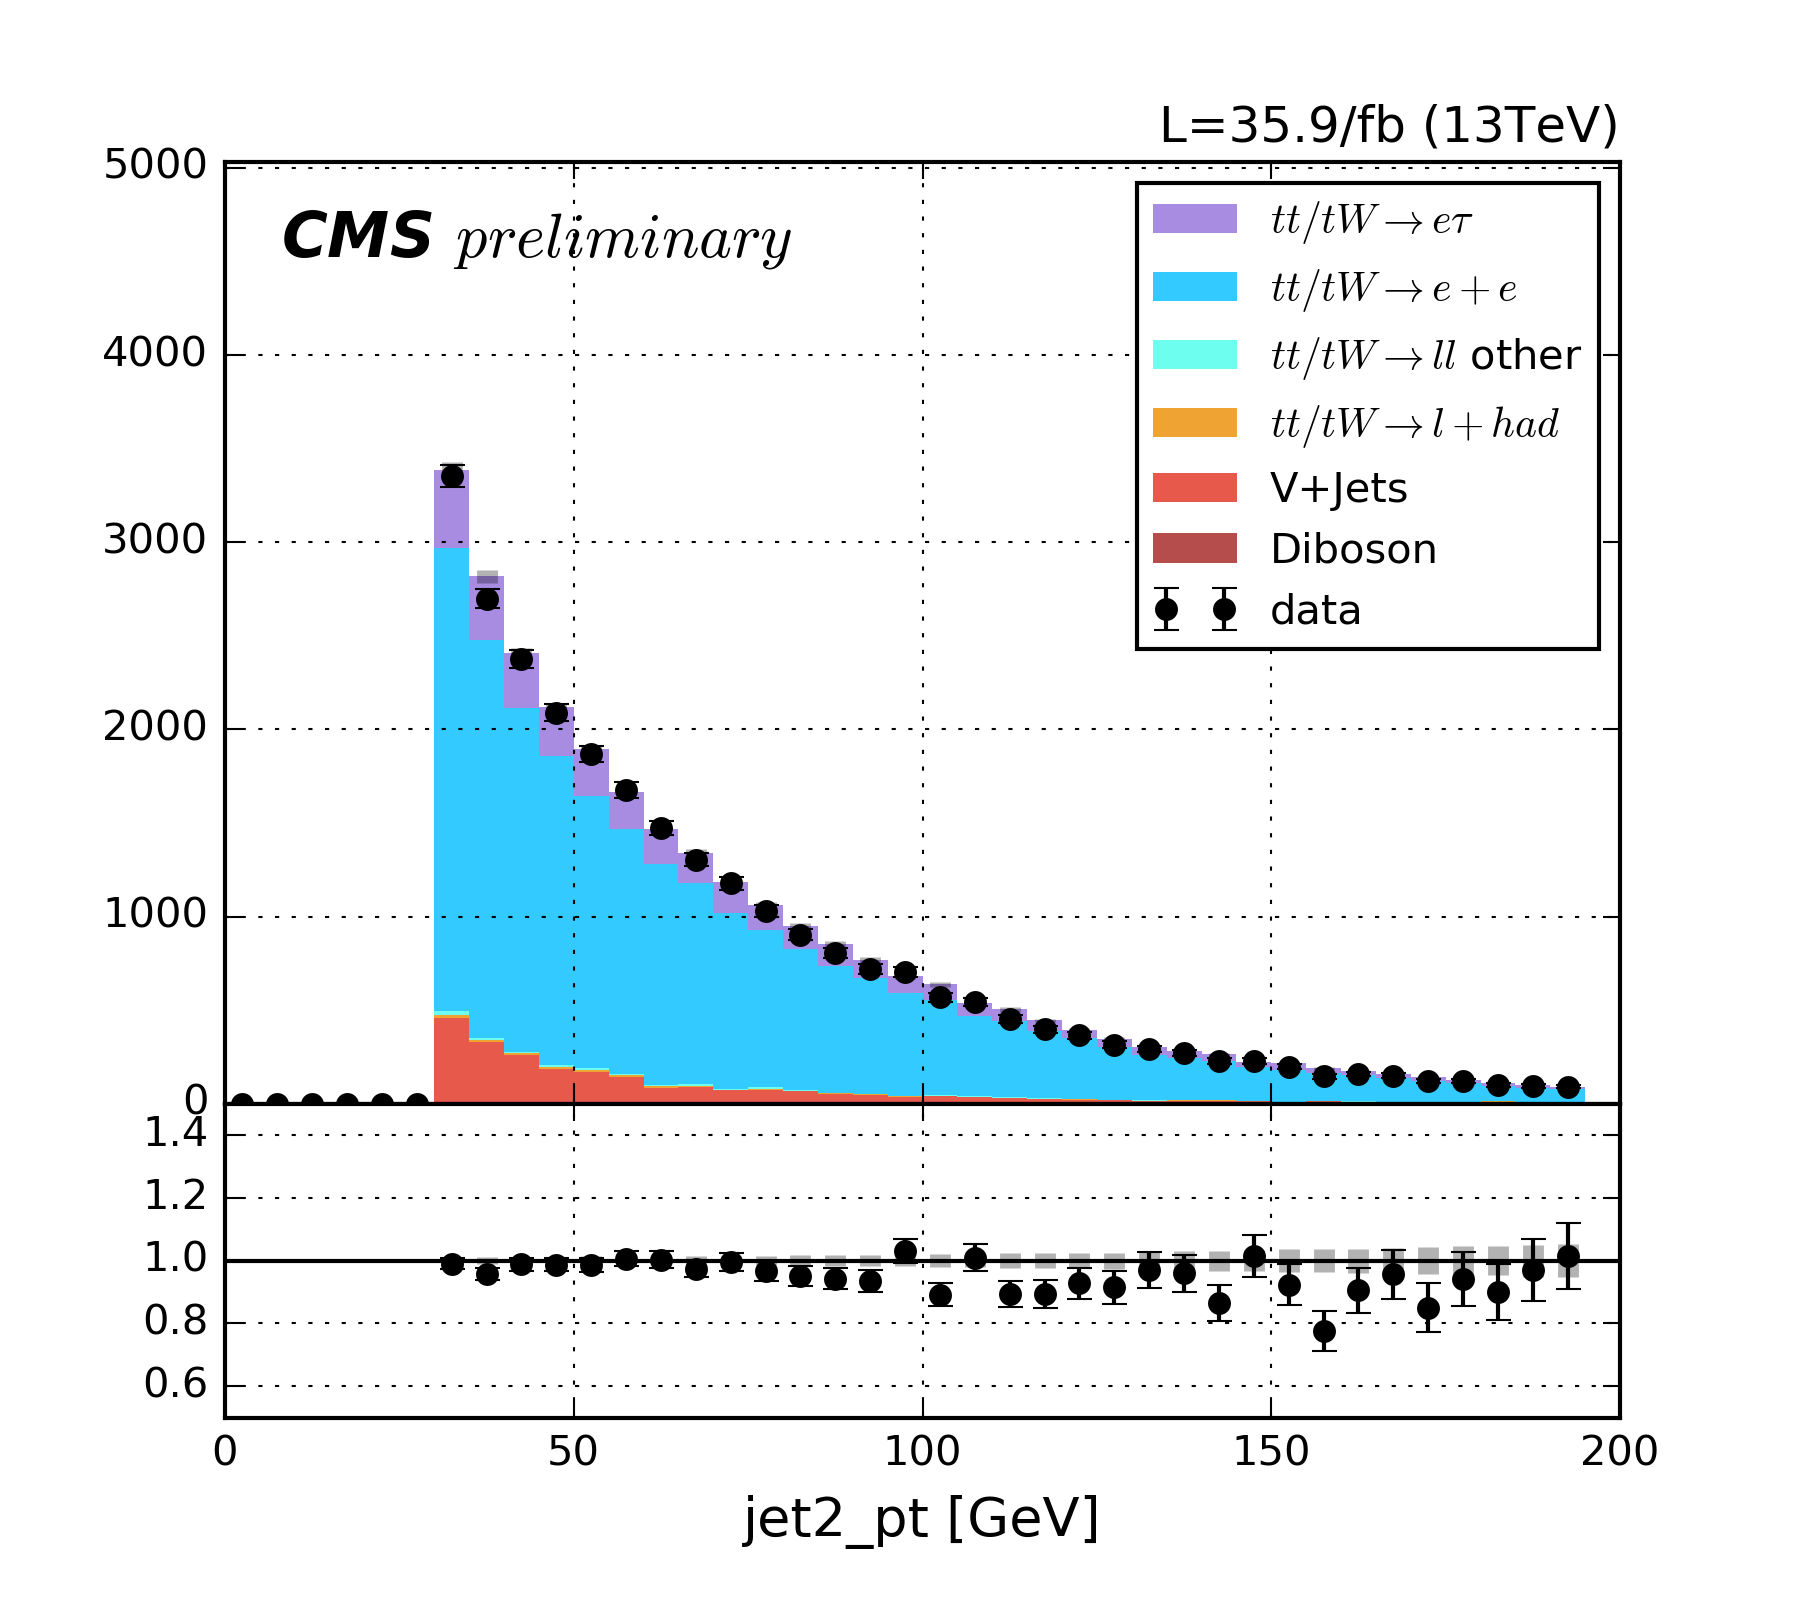 L=35.9/fb (13TeV)
CMS preliminary
5000
4000
3000
2000
1000
0
tt/tW→eτ
tt/tW→e+e
tt/tW→ll other
tt/tW→l+had
V+Jets
Diboson
data
1.4
1.2
1.0
0.8
0.6
0 50 100 150 200
jet2_pt [GeV]